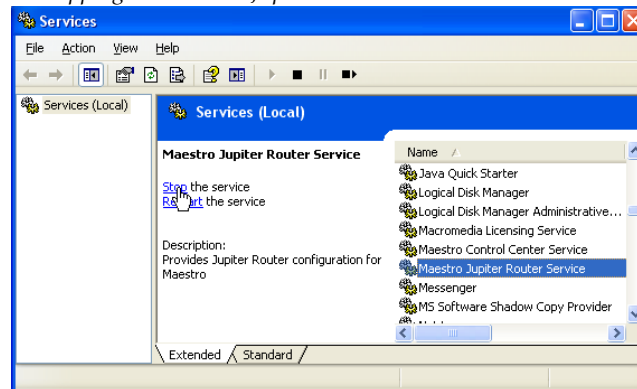 Services
File Action View Help
Services (Local)
Services (Local)
Maestro Jupiter Router Service
Stop the service
Restart the service
Description:
Provides Jupiter Router configuration for
Maestro
Name
Java Quick Starter
Logical Disk Manager
Logical Disk Manager Administrative...
Macromedia Licensing Service
Maestro Control Center Service
Maestro Jupiter Router Service
Messenger
MS Software Shadow Copy Provider
Extended Standard